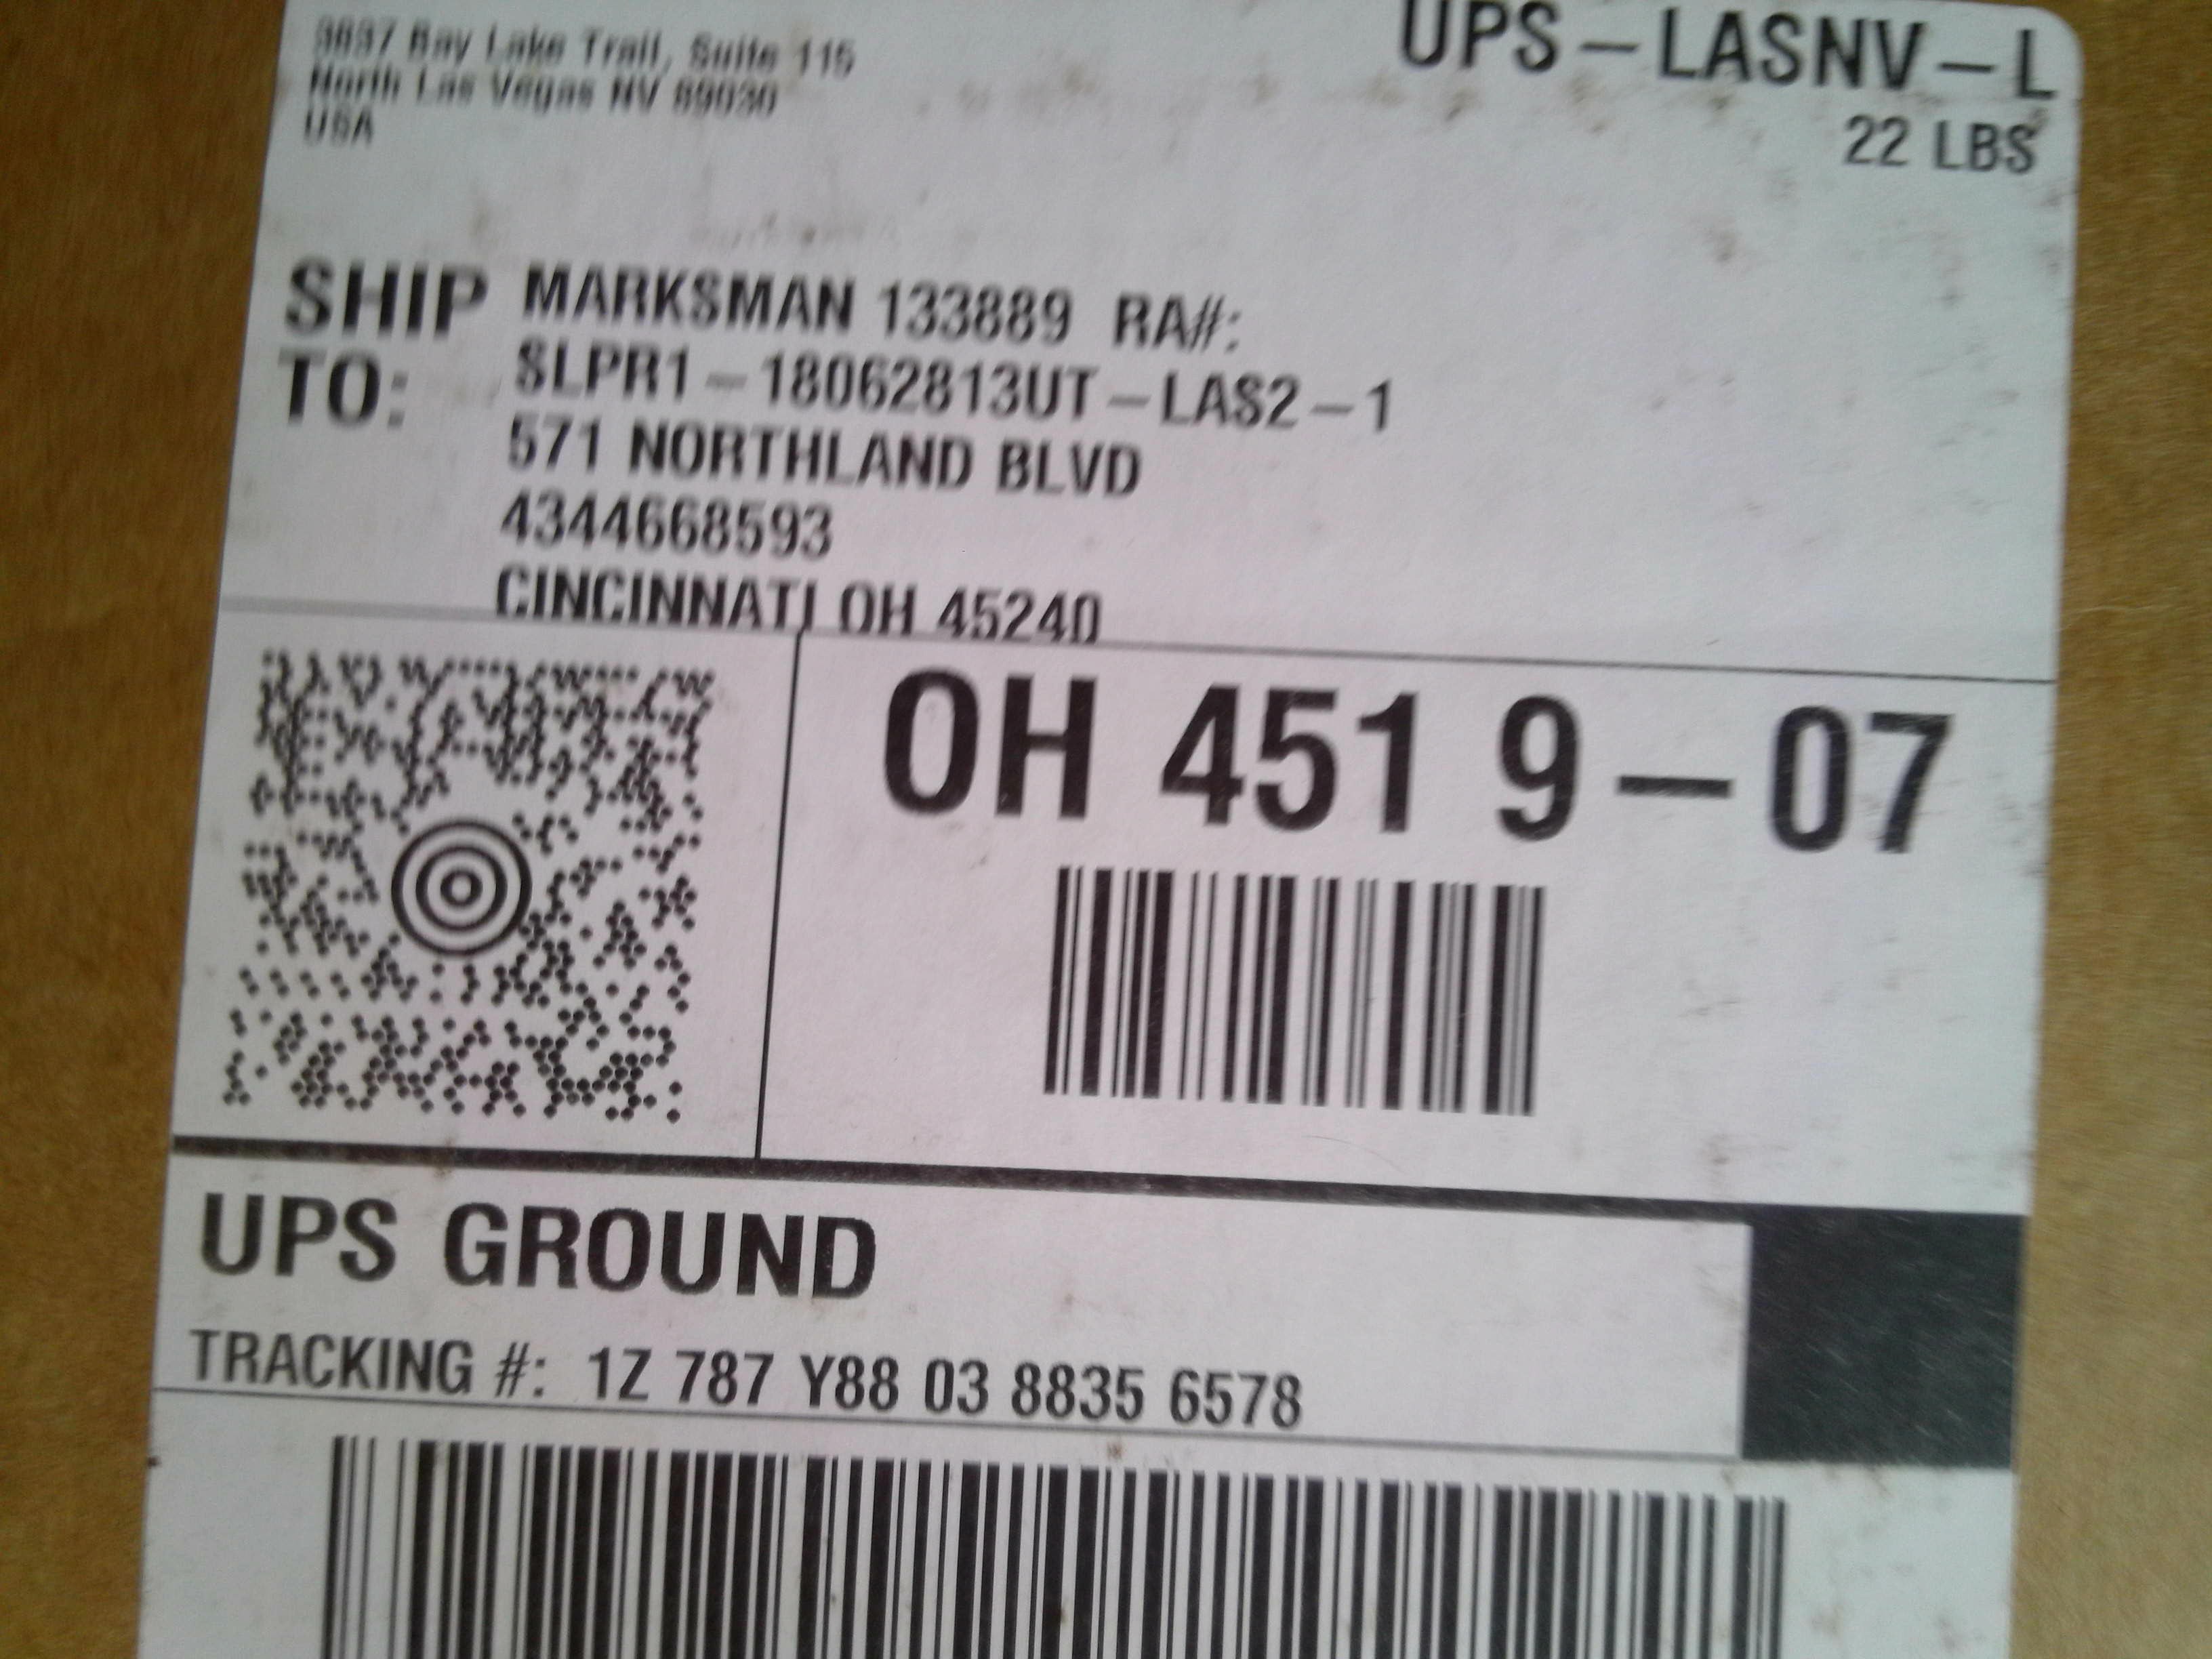 3837 Bay Lake Trail, Suite 115
North Las Vegas NV 89030
USA
UPS-LASNV-L
22 LBS
SHIP TO:
MARKSMAN 133889 RA#:
SLPR1-18062813UT-LAS2-1
571 NORTHLAND BLVD
4344668593
CINCINNATI OH 45240
OH 451 9-07
UPS GROUND
TRACKING #: 1Z 787 Y88 03 8835 6578